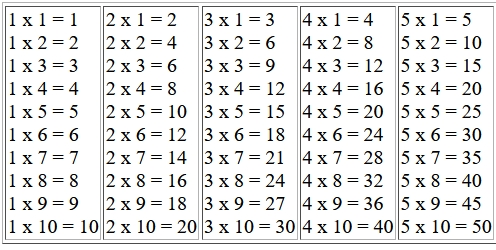 1 x 1 = 1
1 x 2 = 2
1 x 3 = 3
1 x 4 = 4
1 x 5 = 5
1 x 6 = 6
1 x 7 = 7
1 x 8 = 8
1 x 9 = 9
1 x 10 = 10
2 x 1 = 2
2 x 2 = 4
2 x 3 = 6
2 x 4 = 8
2 x 5 = 10
2 x 6 = 12
2 x 7 = 14
2 x 8 = 16
2 x 9 = 18
2 x 10 = 20
3 x 1 = 3
3 x 2 = 6
3 x 3 = 9
3 x 4 = 12
3 x 5 = 15
3 x 6 = 18
3 x 7 = 21
3 x 8 = 24
3 x 9 = 27
3 x 10 = 30
4 x 1 = 4
4 x 2 = 8
4 x 3 = 12
4 x 4 = 16
4 x 5 = 20
4 x 6 = 24
4 x 7 = 28
4 x 8 = 32
4 x 9 = 36
4 x 10 = 40
5 x 1 = 5
5 x 2 = 10
5 x 3 = 15
5 x 4 = 20
5 x 5 = 25
5 x 6 = 30
5 x 7 = 35
5 x 8 = 40
5 x 9 = 45
5 x 10 = 50